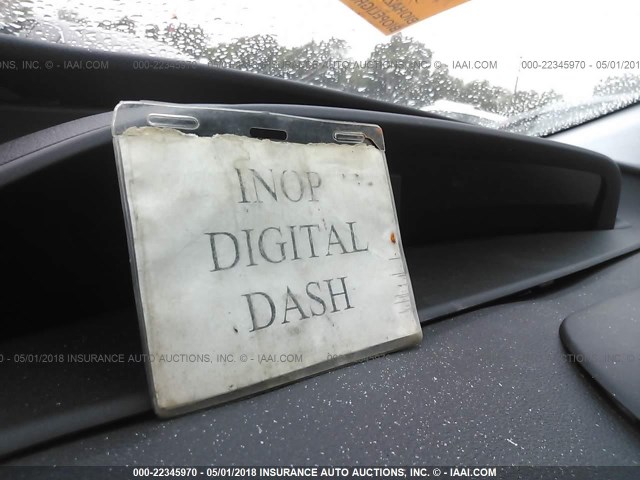 INOP
DIGITAL
DASH
000-22345970 - 05/01/2018 INSURANCE AUTO AUCTIONS, INC. - ©-IAAI.COM